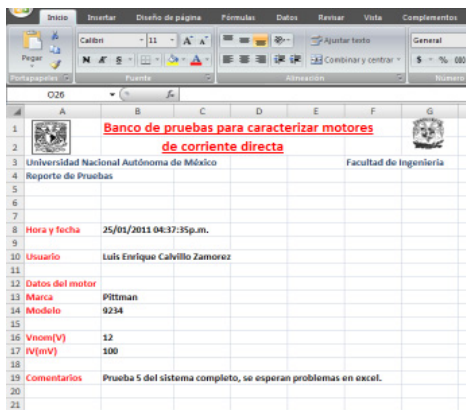 Inicio Insertar Diseño de página Fórmulas Datos Revisar Vista Complementos
Calibri 11 A A Ajustar texto General
Pegar N K S A Combinar y centrar $ % 000
Portapapeles Fuente Alineación Número
O26 fx
A B C D E F G
1 Banco de pruebas para caracterizar motores
2 de corriente directa
3 Universidad Nacional Autónoma de México Facultad de Ingeniería
4 Reporte de Pruebas
5
6
7
8 Hora y fecha 25/01/2011 04:37:35p.m.
9
10 Usuario Luis Enrique Calvillo Zamorez
11
12 Datos del motor
13 Marca Pittman
14 Modelo 9234
15
16 Vnom(V) 12
17 IV(mV) 100
18
19 Comentarios Prueba 5 del sistema completo, se esperan problemas en excel.
20
21